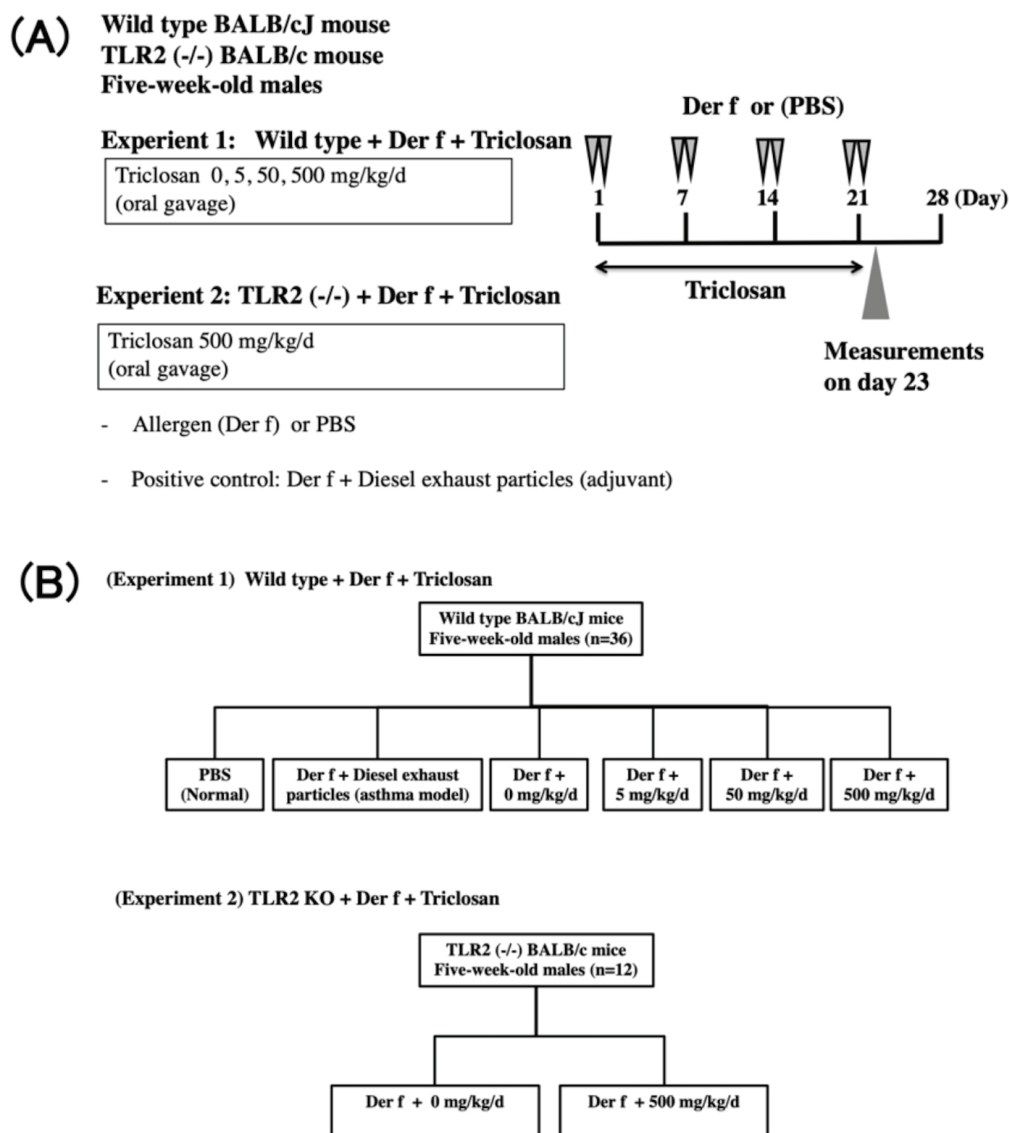 (A)
Wild type BALB/cJ mouse
TLR2 (-/-) BALB/c mouse
Five-week-old males
Experient 1: Wild type + Der f + Triclosan
Triclosan 0, 5, 50, 500 mg/kg/d
(oral gavage)
Der f or (PBS)
1 7 14 21 28 (Day)
Triclosan
Measurements
on day 23
Experient 2: TLR2 (-/-) + Der f + Triclosan
Triclosan 500 mg/kg/d
(oral gavage)
- Allergen (Der f) or PBS
- Positive control: Der f + Diesel exhaust particles (adjuvant)
(B)
(Experiment 1) Wild type + Der f + Triclosan
Wild type BALB/cJ mice
Five-week-old males (n=36)
PBS
(Normal)
Der f + Diesel exhaust
particles (asthma model)
Der f +
0 mg/kg/d
Der f +
5 mg/kg/d
Der f +
50 mg/kg/d
Der f +
500 mg/kg/d
(Experiment 2) TLR2 KO + Der f + Triclosan
TLR2 (-/-) BALB/c mice
Five-week-old males (n=12)
Der f + 0 mg/kg/d
Der f + 500 mg/kg/d